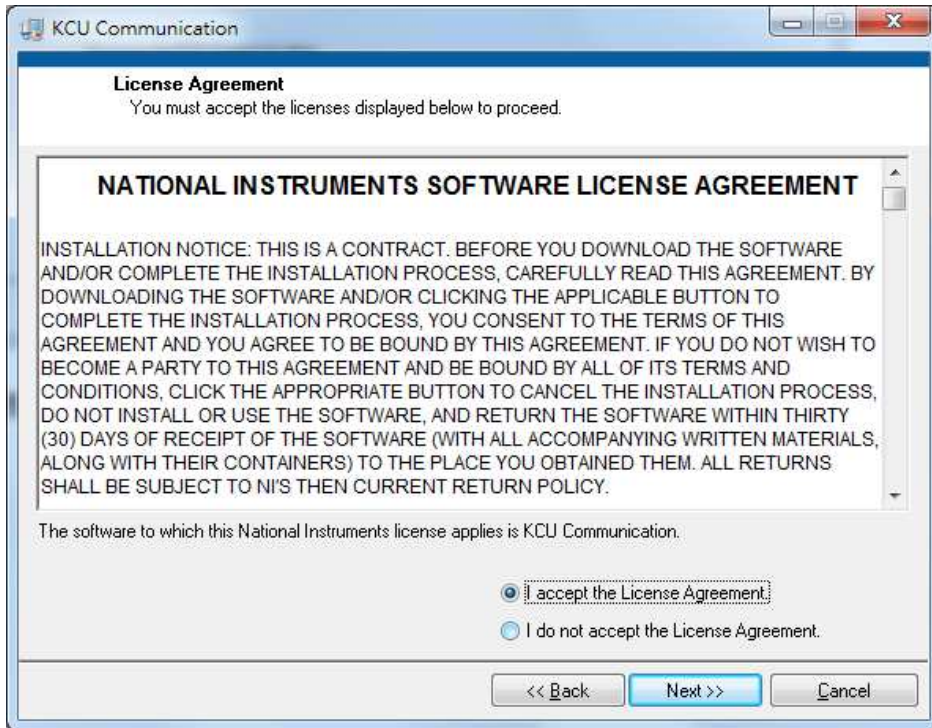 KCU Communication
License Agreement
You must accept the licenses displayed below to proceed.
NATIONAL INSTRUMENTS SOFTWARE LICENSE AGREEMENT
INSTALLATION NOTICE: THIS IS A CONTRACT. BEFORE YOU DOWNLOAD THE SOFTWARE
AND/OR COMPLETE THE INSTALLATION PROCESS, CAREFULLY READ THIS AGREEMENT. BY
DOWNLOADING THE SOFTWARE AND/OR CLICKING THE APPLICABLE BUTTON TO
COMPLETE THE INSTALLATION PROCESS, YOU CONSENT TO THE TERMS OF THIS
AGREEMENT AND YOU AGREE TO BE BOUND BY THIS AGREEMENT. IF YOU DO NOT WISH TO
BECOME A PARTY TO THIS AGREEMENT AND BE BOUND BY ALL OF ITS TERMS AND
CONDITIONS, CLICK THE APPROPRIATE BUTTON TO CANCEL THE INSTALLATION PROCESS,
DO NOT INSTALL OR USE THE SOFTWARE, AND RETURN THE SOFTWARE WITHIN THIRTY
(30) DAYS OF RECEIPT OF THE SOFTWARE (WITH ALL ACCOMPANYING WRITTEN MATERIALS,
ALONG WITH THEIR CONTAINERS) TO THE PLACE YOU OBTAINED THEM. ALL RETURNS
SHALL BE SUBJECT TO NI'S THEN CURRENT RETURN POLICY.
The software to which this National Instruments license applies is KCU Communication.
I accept the License Agreement.
I do not accept the License Agreement.
<< Back Next >> Cancel